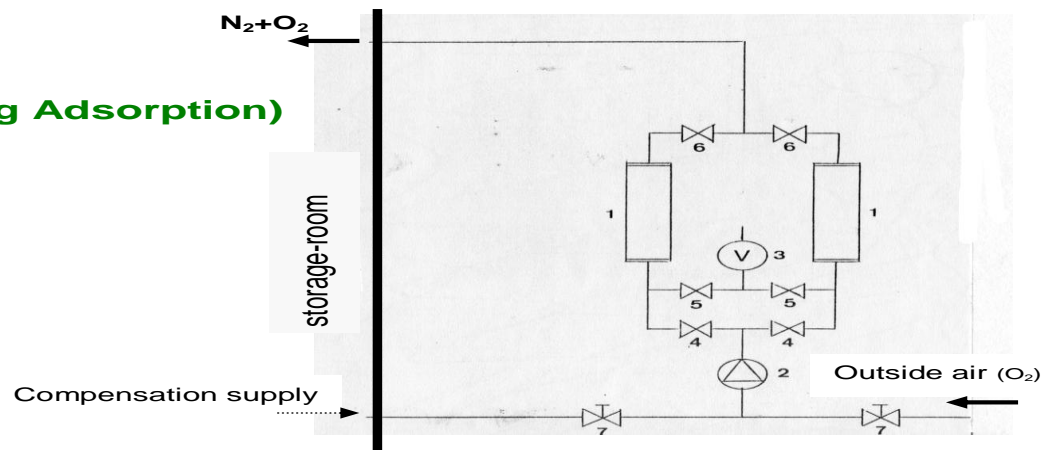 N₂+O₂
g Adsorption)
6 6
1 1
storage-room
V 3
5 5
4 4
2
Outside air (O₂)
Compensation supply
7 7